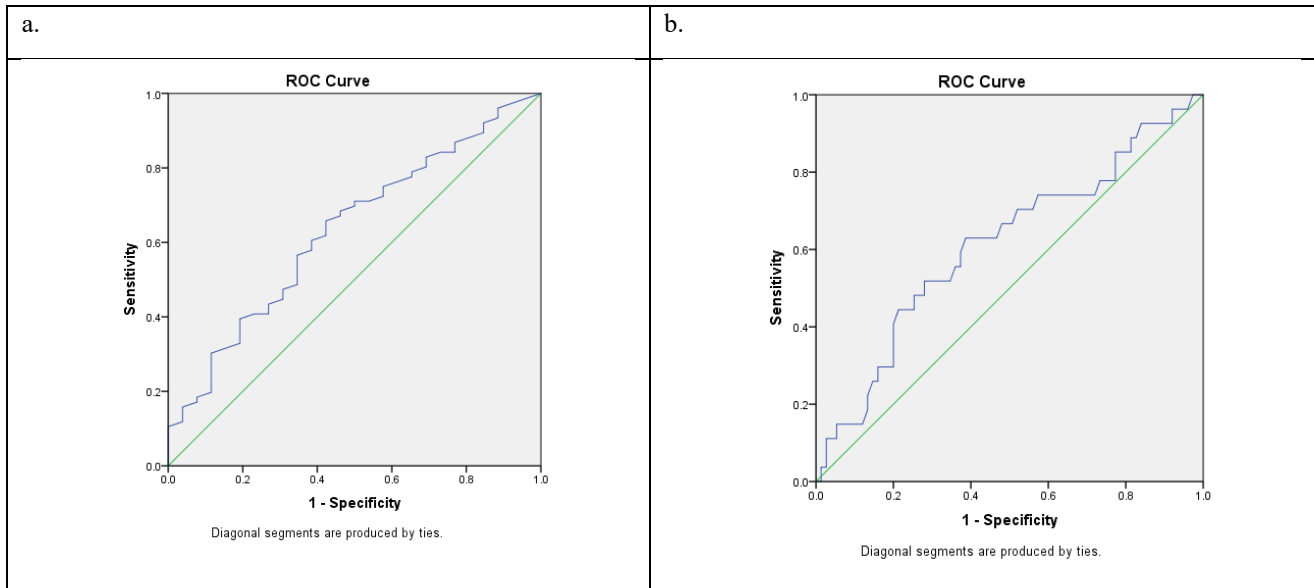 a.
b.
ROC Curve
1.0
0.8
0.6
0.4
0.2
0.0
Sensitivity
0.0 0.2 0.4 0.6 0.8 1.0
1 - Specificity
Diagonal segments are produced by ties.
ROC Curve
1.0
0.8
0.6
0.4
0.2
0.0
Sensitivity
0.0 0.2 0.4 0.6 0.8 1.0
1 - Specificity
Diagonal segments are produced by ties.